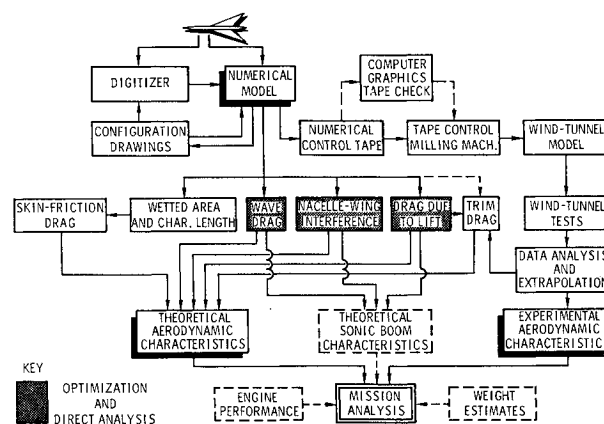 COMPUTER
GRAPHICS
TAPE CHECK
DIGITIZER
NUMERICAL
MODEL
CONFIGURATION
DRAWINGS
NUMERICAL
CONTROL TAPE
TAPE CONTROL
MILLING MACH.
WIND-TUNNEL
MODEL
SKIN-FRICTION
DRAG
WETTED AREA
AND CHAR. LENGTH
WAVE
DRAG
NACELLE-WING
INTERFERENCE
DRAG DUE
TO LIFT
TRIM
DRAG
WIND-TUNNEL
TESTS
DATA ANALYSIS
AND
EXTRAPOLATION
THEORETICAL
AERODYNAMIC
CHARACTERISTICS
THEORETICAL
SONIC BOOM
CHARACTERISTICS
EXPERIMENTAL
AERODYNAMIC
CHARACTERISTIC
KEY
OPTIMIZATION
AND
DIRECT ANALYSIS
ENGINE
PERFORMANCE
MISSION
ANALYSIS
WEIGHT
ESTIMATES